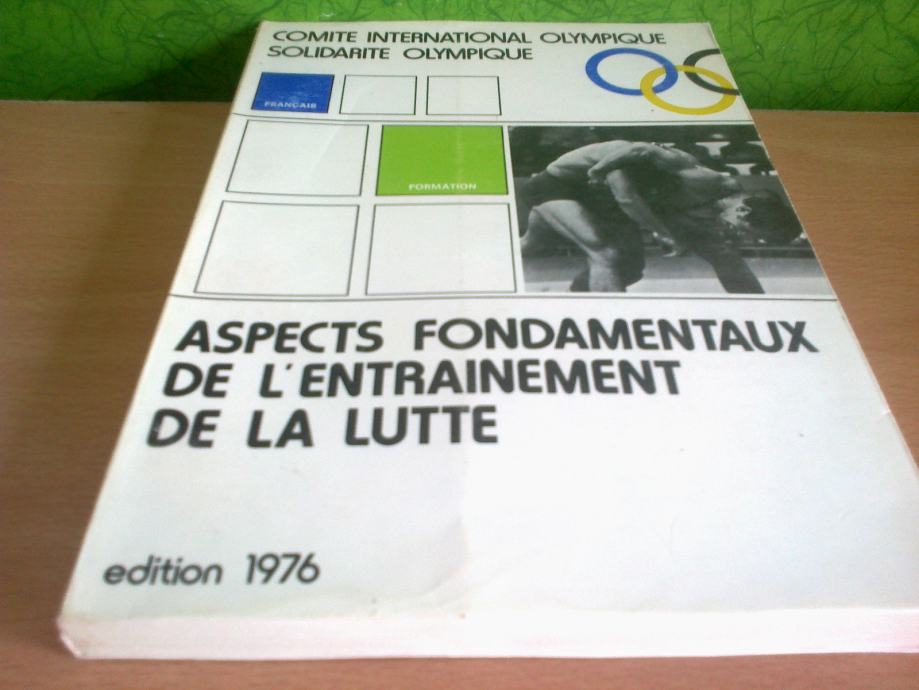 COMITE INTERNATIONAL OLYMPIQUE
SOLIDARITE OLYMPIQUE
FRANÇAIS
FORMATION
ASPECTS FONDAMENTAUX
DE L'ENTRAINEMENT
DE LA LUTTE
edition 1976